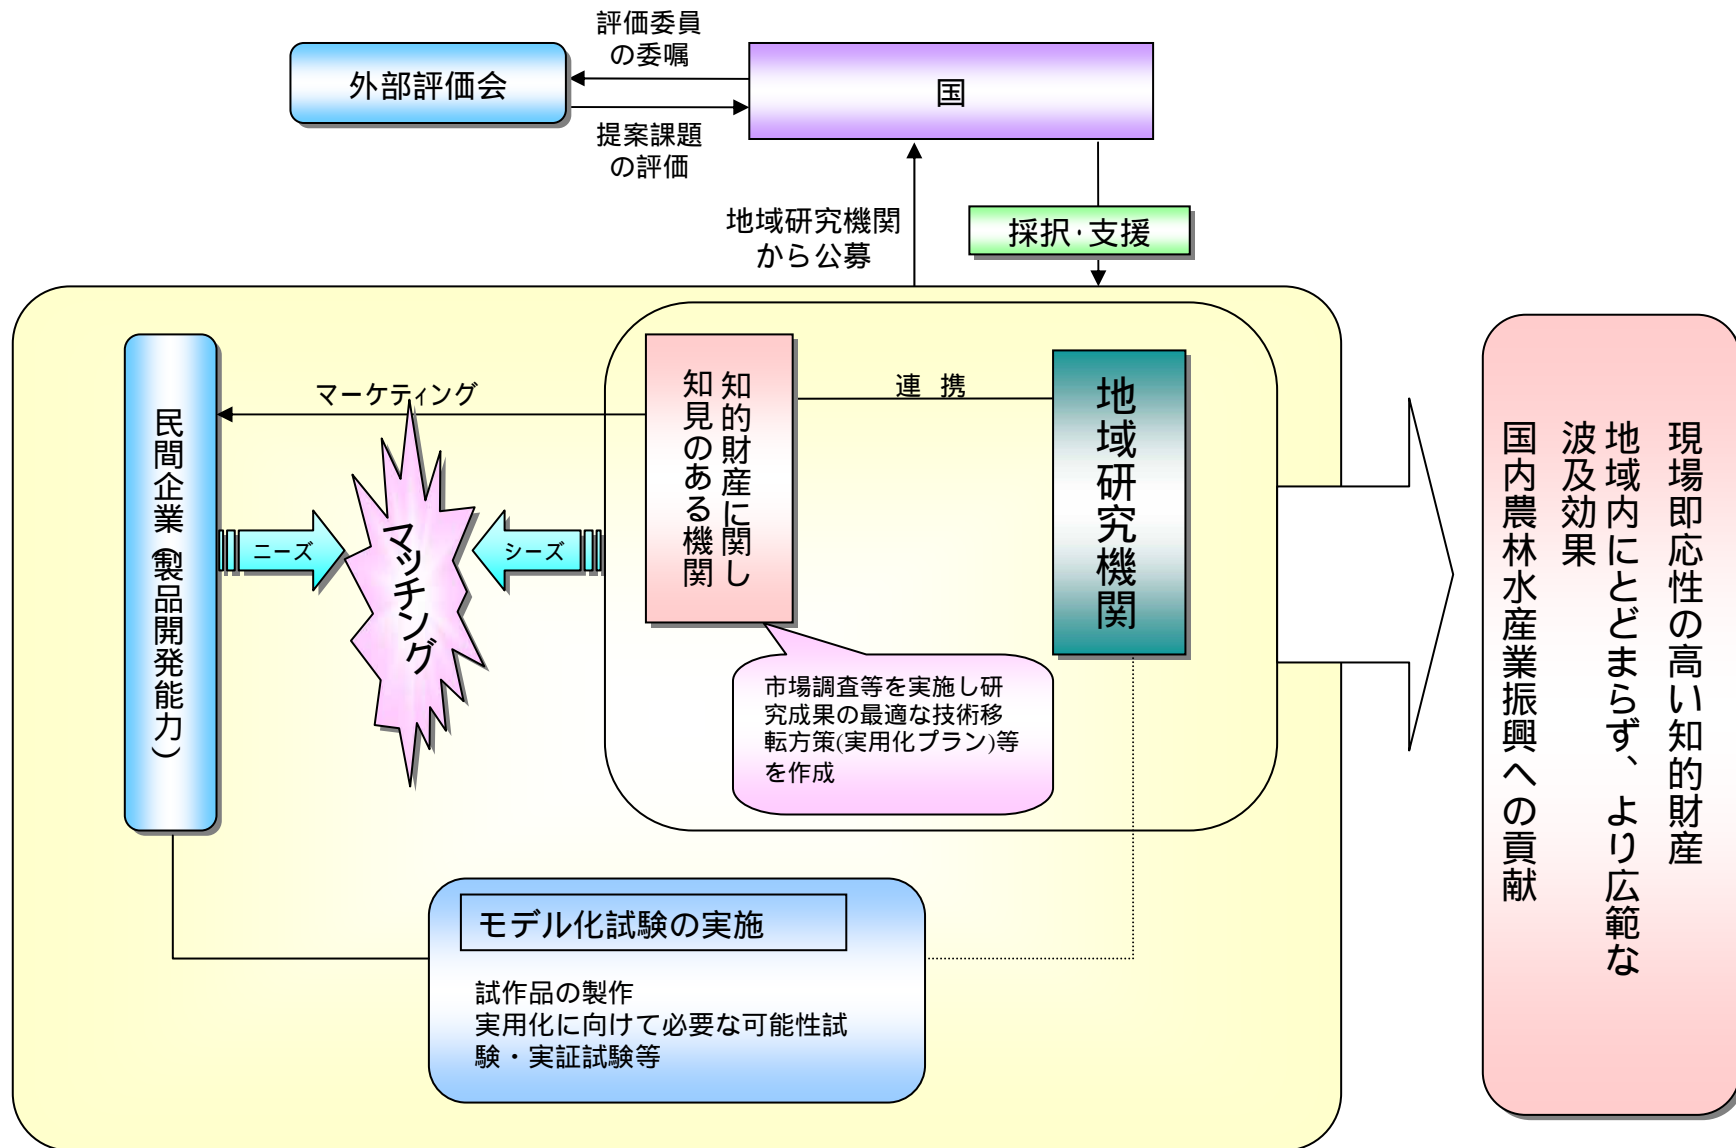 評価委員
の委嘱
外部評価会
国
提案課題
の評価
地域研究機関
から公募
採択・支援
民間企業（製品開発能力）
マーケティング
ニーズ
マッチング
シーズ
知的財産に関し
知見のある機関
連 携
地域研究機関
市場調査等を実施し研
究成果の最適な技術移
転方策(実用化プラン)等
を作成
モデル化試験の実施
試作品の製作
実用化に向けて必要な可能性試
験・実証試験等
現場即応性の高い知的財産
地域内にとどまらず、より広範な
波及効果
国内農林水産業振興への貢献